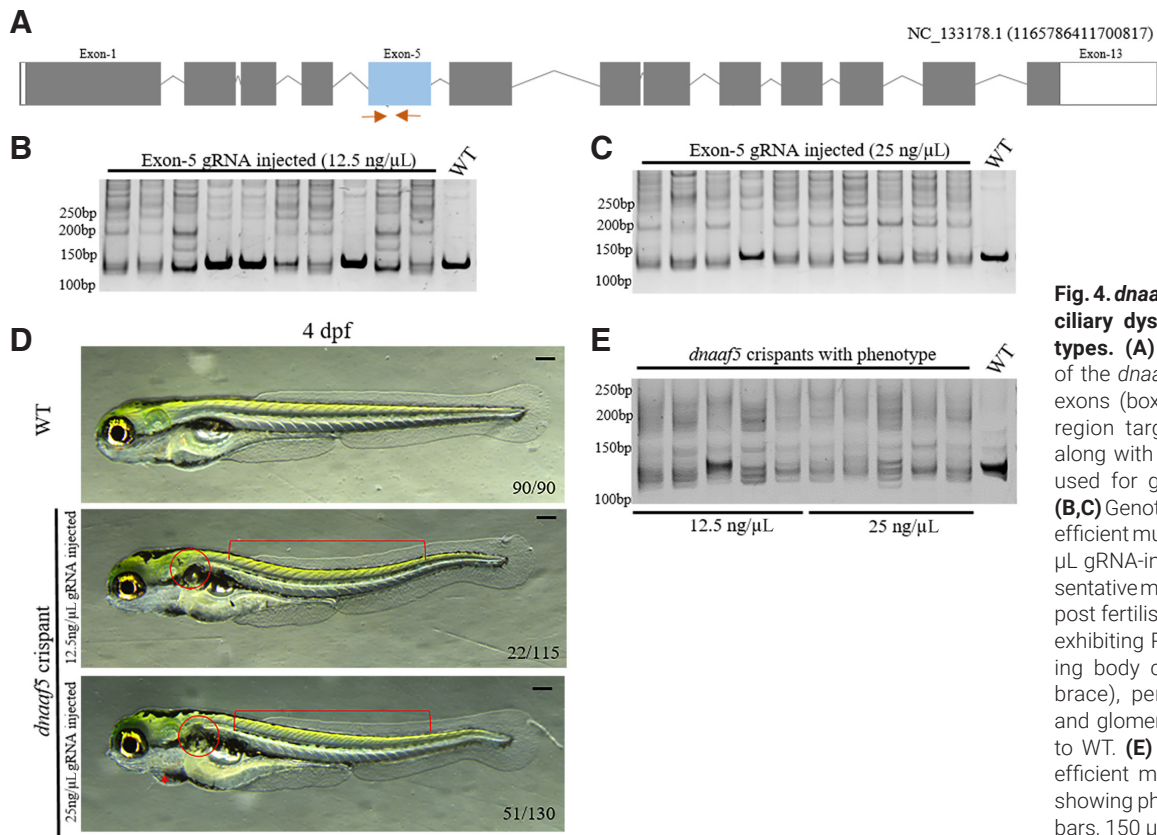 A
NC_133178.1 (1165786411700817)
Exon-1
Exon-5
Exon-13
B
Exon-5 gRNA injected (12.5 ng/µL)
WT
250bp
200bp
150bp
100bp
C
Exon-5 gRNA injected (25 ng/µL)
WT
250bp
200bp
150bp
100bp
D
4 dpf
WT
90/90
dnaaf5 crispant
12.5ng/µL gRNA injected
22/115
25ng/µL gRNA injected
51/130
E
dnaaf5 crispants with phenotype
WT
250bp
200bp
150bp
100bp
12.5 ng/µL
25 ng/µL
Fig. 4. dnaa
ciliary dys
types. (A)
of the dnaa
exons (box
region targ
along with
used for g
(B,C) Genot
efficient mu
µL gRNA-in
sentative m
post fertilis
exhibiting P
ing body c
brace), per
and glomer
to WT. (E)
efficient m
showing ph
bars, 150 µ